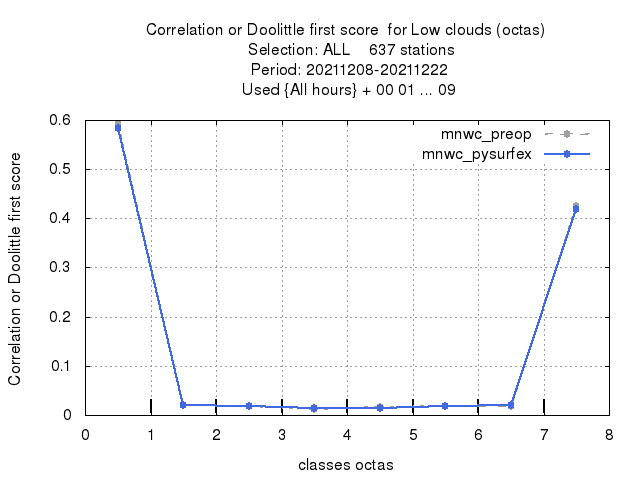 Correlation or Doolittle first score  for Low clouds (octas)
Selection: ALL    637 stations
Period: 20211208-20211222
Used {All hours} + 00 01 ... 09
mnwc_preop
mnwc_pysurfex
Correlation or Doolittle first score
0.6
0.5
0.4
0.3
0.2
0.1
0
0 1 2 3 4 5 6 7 8
classes octas